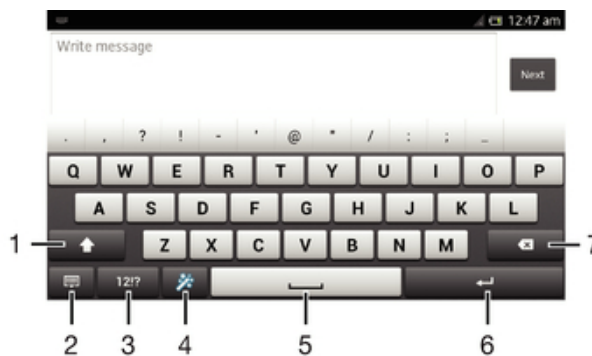 12:47 am
Write message
Next
. , ? ! - ' @ " / : ; _
Q W E R T Y U I O P
A S D F G H J K L
1 Z X C V B N M 7
12!?
2 3 4 5 6